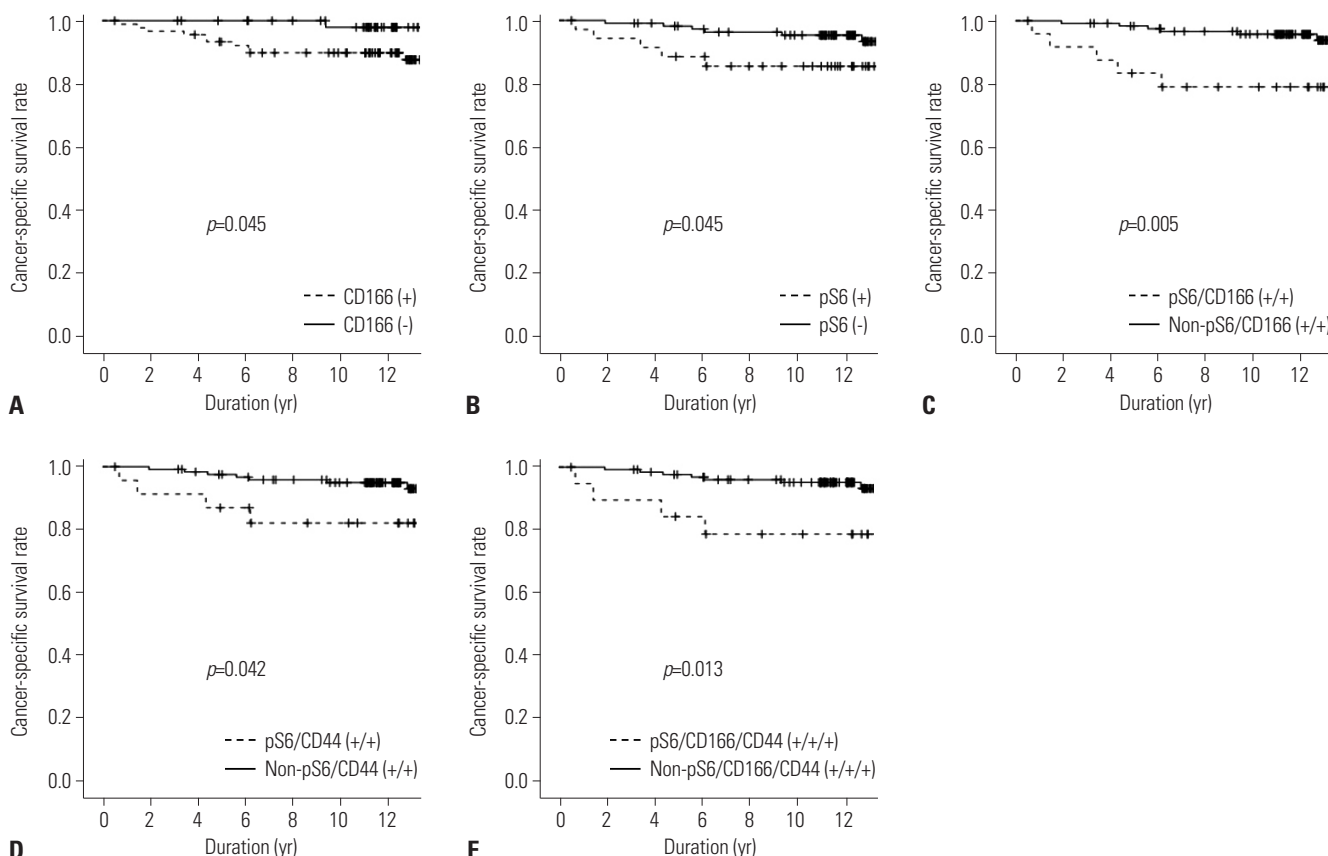 Cancer-specific survival rate
1.0
0.8
0.6
0.4
0.2
0.0
p=0.045
CD166 (+)
CD166 (-)
0 2 4 6 8 10 12
Duration (yr)
A
Cancer-specific survival rate
1.0
0.8
0.6
0.4
0.2
0.0
p=0.045
pS6 (+)
pS6 (-)
0 2 4 6 8 10 12
Duration (yr)
B
Cancer-specific survival rate
1.0
0.8
0.6
0.4
0.2
0.0
p=0.005
pS6/CD166 (+/+)
Non-pS6/CD166 (+/+)
0 2 4 6 8 10 12
Duration (yr)
C
Cancer-specific survival rate
1.0
0.8
0.6
0.4
0.2
0.0
p=0.042
pS6/CD44 (+/+)
Non-pS6/CD44 (+/+)
0 2 4 6 8 10 12
Duration (yr)
D
Cancer-specific survival rate
1.0
0.8
0.6
0.4
0.2
0.0
p=0.013
pS6/CD166/CD44 (+/+/+)
Non-pS6/CD166/CD44 (+/+/+)
0 2 4 6 8 10 12
Duration (yr)
E